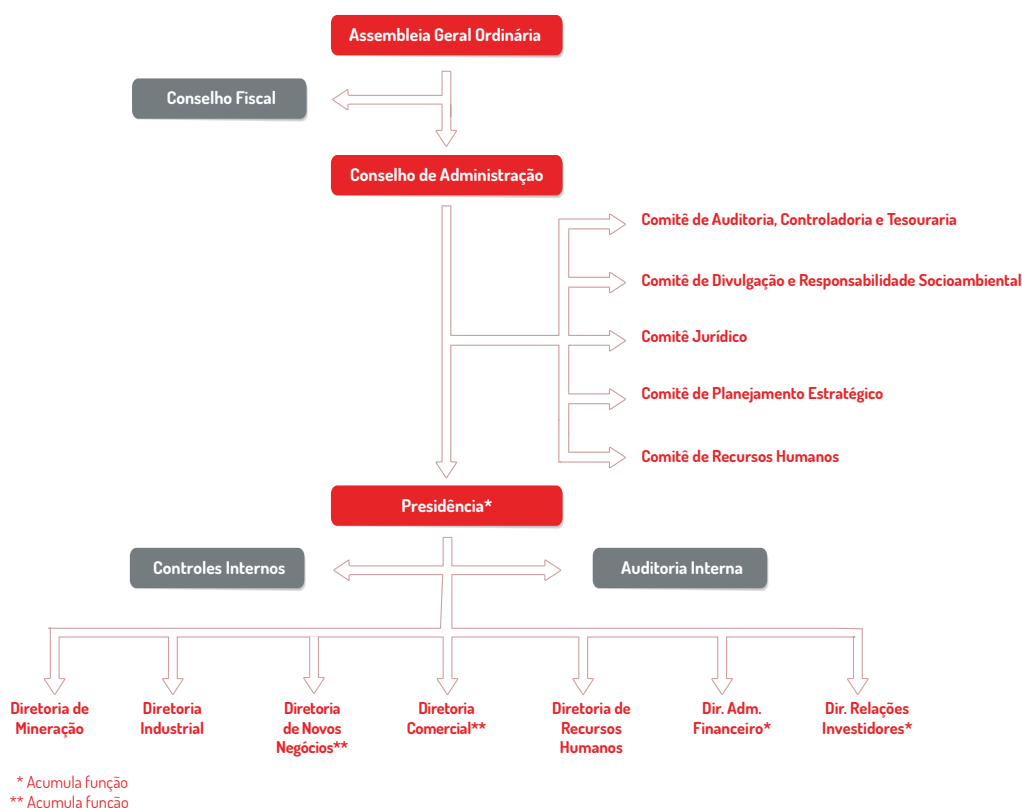 Assembleia Geral Ordinária
Conselho Fiscal
Conselho de Administração
Comitê de Auditoria, Controladoria e Tesouraria
Comitê de Divulgação e Responsabilidade Socioambiental
Comitê Jurídico
Comitê de Planejamento Estratégico
Comitê de Recursos Humanos
Presidência*
Controles Internos
Auditoria Interna
Diretoria de
Mineração
Diretoria
Industrial
Diretoria
de Novos
Negócios**
Diretoria
Comercial**
Diretoria de
Recursos
Humanos
Dir. Adm.
Financeiro*
Dir. Relações
Investidores*
* Acumula função
** Acumula função